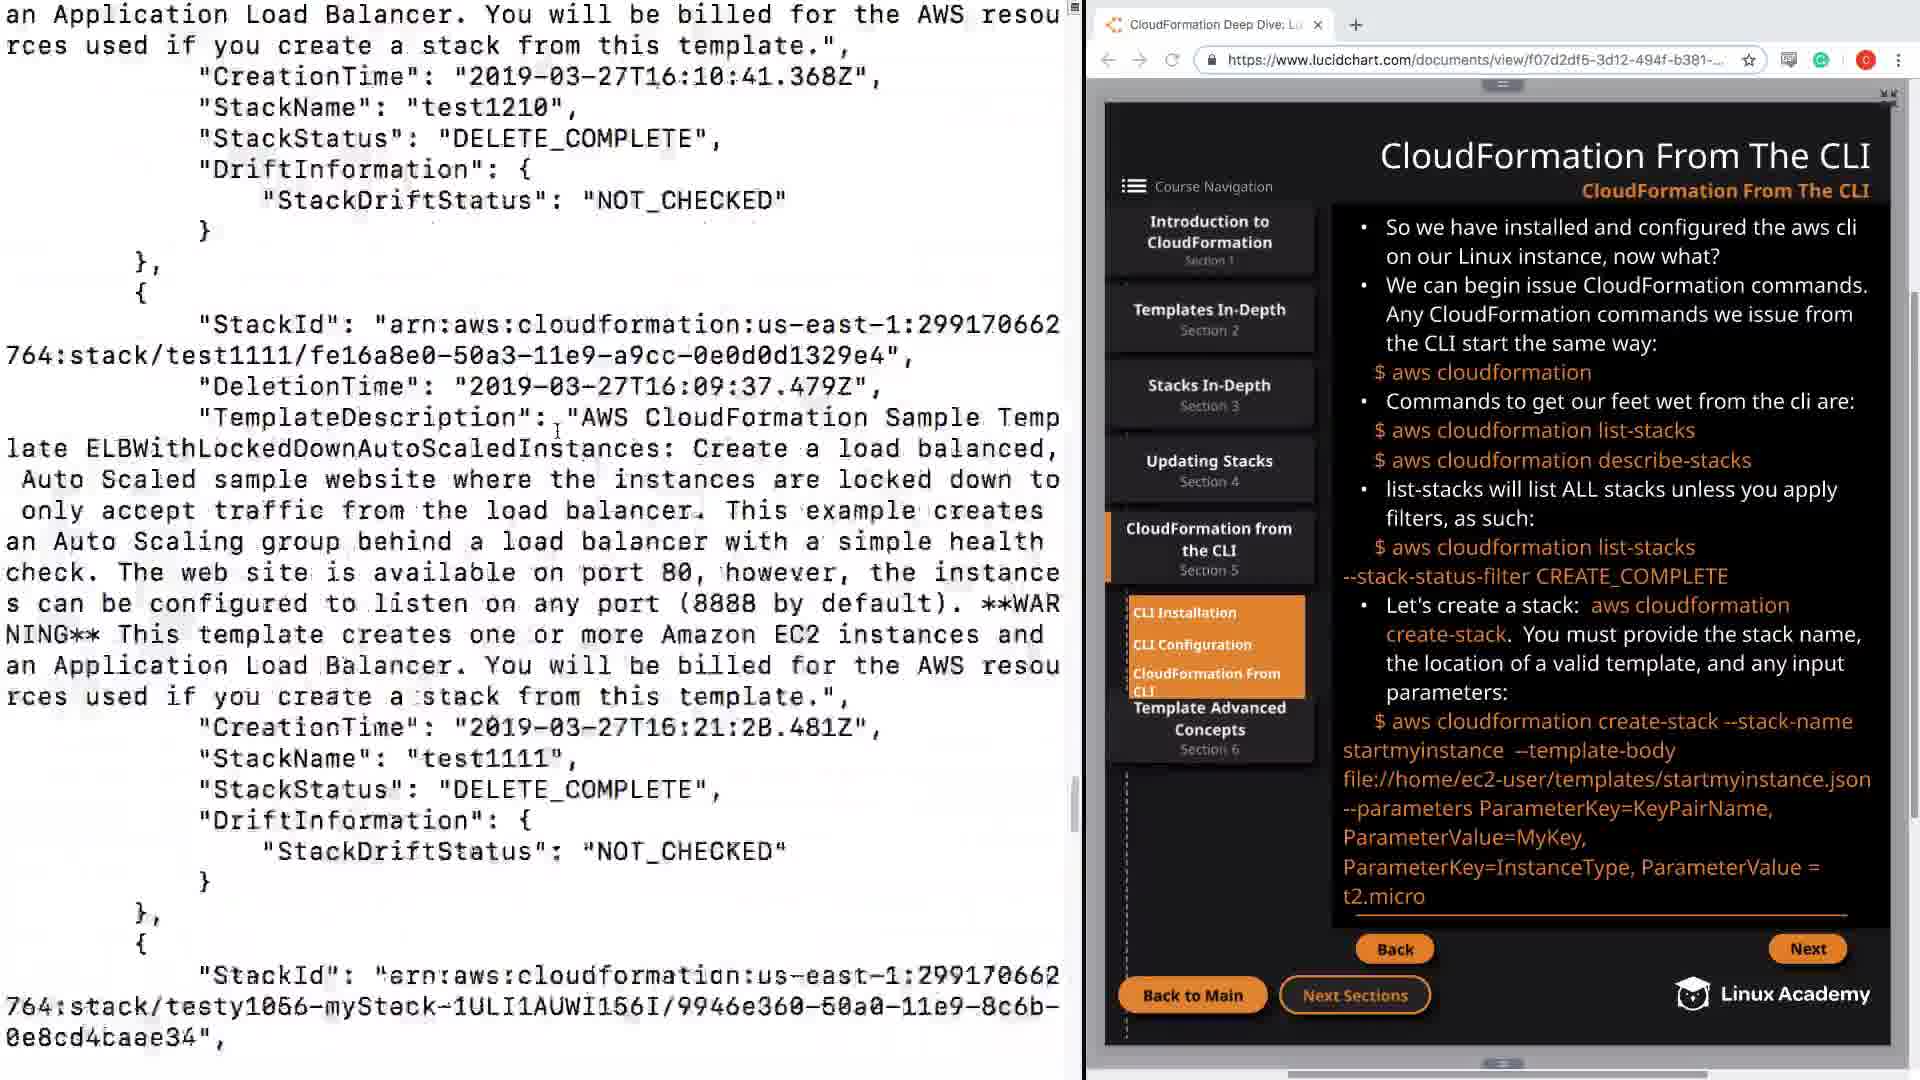 an Application Load Balancer. You will be billed for the AWS resou
rces used if you create a stack from this template.",
"CreationTime": "2019-03-27T16:10:41.368Z",
"StackName": "test1210",
"StackStatus": "DELETE_COMPLETE",
"DriftInformation": {
"StackDriftStatus": "NOT_CHECKED"
}
},
{
"StackId": "arn:aws:cloudformation:us-east-1:299170662
764:stack/test1111/fe16a8e0-50a3-11e9-a9cc-0e0d0d1329e4",
"DeletionTime": "2019-03-27T16:09:37.479Z",
"TemplateDescription": "AWS CloudFormation Sample Temp
late ELBWithLockedDownAutoScaledInstances: Create a load balanced,
Auto Scaled sample website where the instances are locked down to
only accept traffic from the load balancer. This example creates
an Auto Scaling group behind a load balancer with a simple health
check. The web site is available on port 80, however, the instance
s can be configured to listen on any port (8888 by default). **WAR
NING** This template creates one or more Amazon EC2 instances and
an Application Load Balancer. You will be billed for the AWS resou
rces used if you create a stack from this template.",
"CreationTime": "2019-03-27T15:21:28.481Z",
"StackName": "test1111",
"StackStatus": "DELETE_COMPLETE",
"DriftInformation": {
"StackDriftStatus": "NOT_CHECKED"
}
},
{
"StackId": "arn:aws:cloudformation:us-east-1:299170662
764:stack/testy1056-myStack-1ULI1AUWI156I/9946e360-50a0-11e9-8c6b-
0e8cd4caae34",
CloudFormation Deep Dive: Lu
https://www.lucidchart.com/documents/view/f07d2df5-3d12-494f-b381-...
C
CloudFormation From The CLI
CloudFormation From The CLI
Course Navigation
Introduction to
CloudFormation
Section 1
Templates In-Depth
Section 2
Stacks In-Depth
Section 3
Updating Stacks
Section 4
CloudFormation from
the CLI
Section 5
CLI Installation
CLI Configuration
CloudFormation From
CLI
Template Advanced
Concepts
Section 6
• So we have installed and configured the aws cli
on our Linux instance, now what?
• We can begin issue CloudFormation commands.
Any CloudFormation commands we issue from
the CLI start the same way:
$ aws cloudformation
• Commands to get our feet wet from the cli are:
$ aws cloudformation list-stacks
$ aws cloudformation describe-stacks
• list-stacks will list ALL stacks unless you apply
filters, as such:
$ aws cloudformation list-stacks
--stack-status-filter CREATE_COMPLETE
• Let's create a stack: aws cloudformation
create-stack. You must provide the stack name,
the location of a valid template, and any input
parameters:
$ aws cloudformation create-stack --stack-name
startmyinstance --template-body
file://home/ec2-user/templates/startmyinstance.json
--parameters ParameterKey=KeyPairName,
ParameterValue=MyKey,
ParameterKey=InstanceType, ParameterValue =
t2.micro
Back
Next
Back to Main
Next Sections
Linux Academy